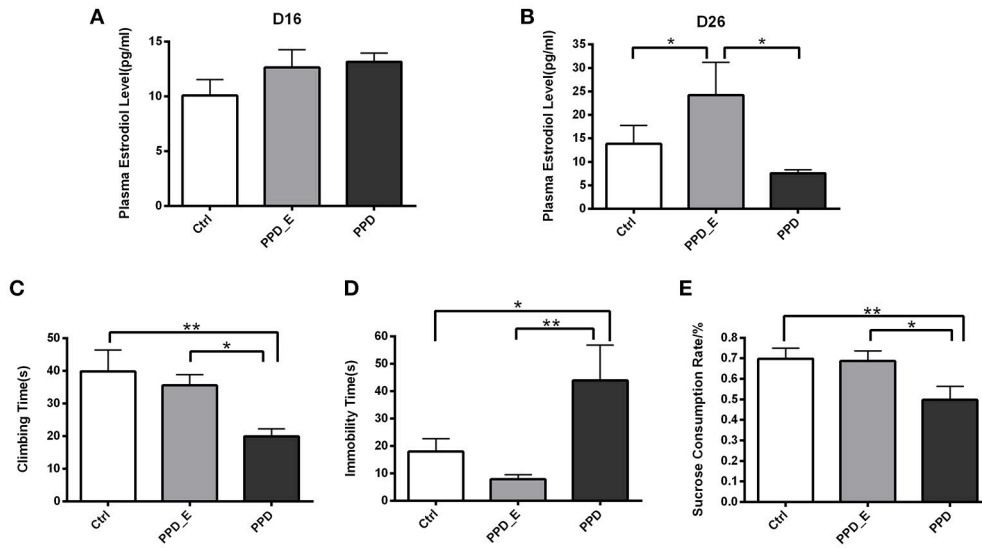 A
D16
Plasma Estrodiol Level(pg/ml)
15
10
5
0
Ctrl
PPD_E
PPD
B
D26
Plasma Estrodiol Level(pg/ml)
35
30
25
20
15
10
5
0
*
*
Ctrl
PPD_E
PPD
C
Climbing Time(s)
50
40
30
20
10
0
**
*
Ctrl
PPD_E
PPD
D
Immobility Time(s)
60
50
40
30
20
10
0
*
**
Ctrl
PPD_E
PPD
E
Sucrose Consumption Rate/%
0.8
0.7
0.6
0.5
0.4
0.3
0.2
0.1
0.0
**
*
Ctrl
PPD_E
PPD